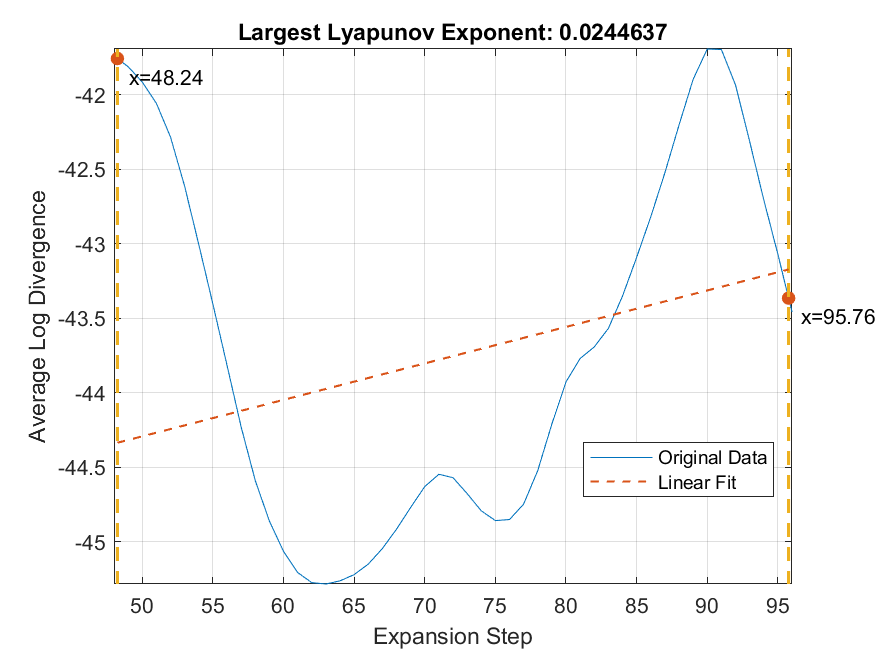 Largest Lyapunov Exponent: 0.0244637
x=48.24
-42
-42.5
-43
x=95.76
-43.5
-44
-44.5
-45
Average Log Divergence
Original Data
Linear Fit
50 55 60 65 70 75 80 85 90 95
Expansion Step